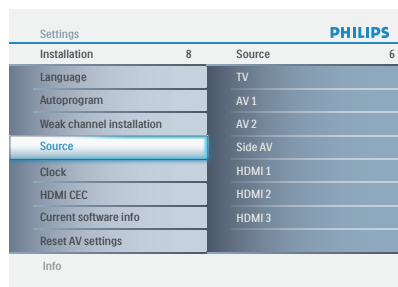 Settings
PHILIPS
Installation 8
Source 6
Language
TV
Autoprogram
AV 1
Weak channel installation
AV 2
Source
Side AV
Clock
HDMI 1
HDMI CEC
HDMI 2
Current software info
HDMI 3
Reset AV settings
Info